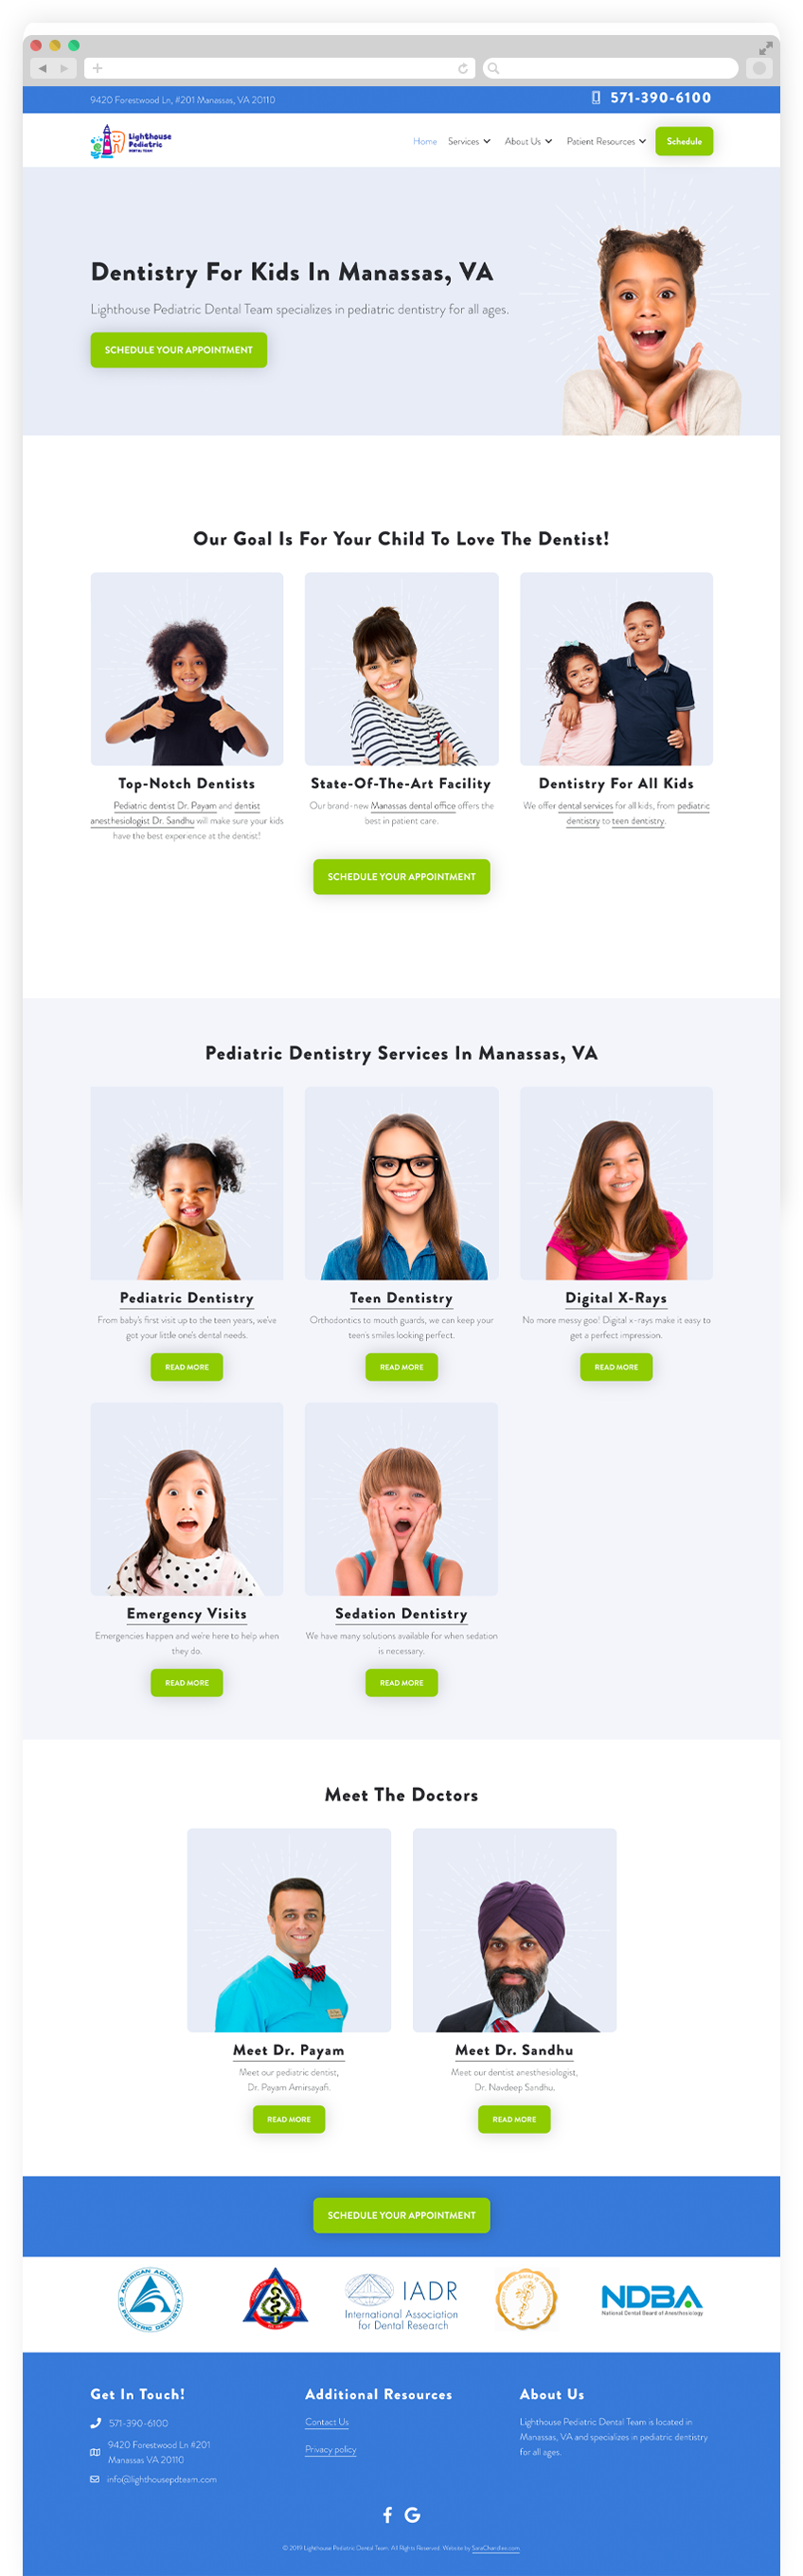 9420 Forestwood Ln, #201 Manassas, VA 20110
571-390-6100
Lighthouse
Pediatric
DENTAL TEAM
Home Services About Us Patient Resources Schedule
Dentistry For Kids In Manassas, VA
Lighthouse Pediatric Dental Team specializes in pediatric dentistry for all ages.
SCHEDULE YOUR APPOINTMENT
Our Goal Is For Your Child To Love The Dentist!
Top-Notch Dentists
Pediatric dentist Dr. Payam and dentist
anesthesiologist Dr. Sandhu will make sure your kids
have the best experience at the dentist!
State-Of-The-Art Facility
Our brand-new Manassas dental office offers the
best in patient care.
Dentistry For All Kids
We offer dental services for all kids, from pediatric
dentistry to teen dentistry.
SCHEDULE YOUR APPOINTMENT
Pediatric Dentistry Services In Manassas, VA
Pediatric Dentistry
From baby's first visit up to the teen years, we've
got your little one's dental needs.
READ MORE
Teen Dentistry
Orthodontics to mouth guards, we can keep your
teen's smiles looking perfect.
READ MORE
Digital X-Rays
No more messy goo! Digital x-rays make it easy to
get a perfect impression.
READ MORE
Emergency Visits
Emergencies happen and we're here to help when
they do.
READ MORE
Sedation Dentistry
We have many solutions available for when sedation
is necessary.
READ MORE
Meet The Doctors
Meet Dr. Payam
Meet our pediatric dentist,
Dr. Payam Amirsayafi.
READ MORE
Meet Dr. Sandhu
Meet our dentist anesthesiologist,
Dr. Navdeep Sandhu.
READ MORE
SCHEDULE YOUR APPOINTMENT
AMERICAN ACADEMY
OF PEDIATRIC DENTISTRY
IADR
International Association
for Dental Research
NDBA
National Dental Board of Anesthesiology
Get In Touch!
571-390-6100
9420 Forestwood Ln #201
Manassas VA 20110
info@lighthousepdteam.com
Additional Resources
Contact Us
Privacy policy
About Us
Lighthouse Pediatric Dental Team is located in
Manassas, VA and specializes in pediatric dentistry
for all ages.
© 2019 Lighthouse Pediatric Dental Team. All Rights Reserved. Website by SaraChandlee.com